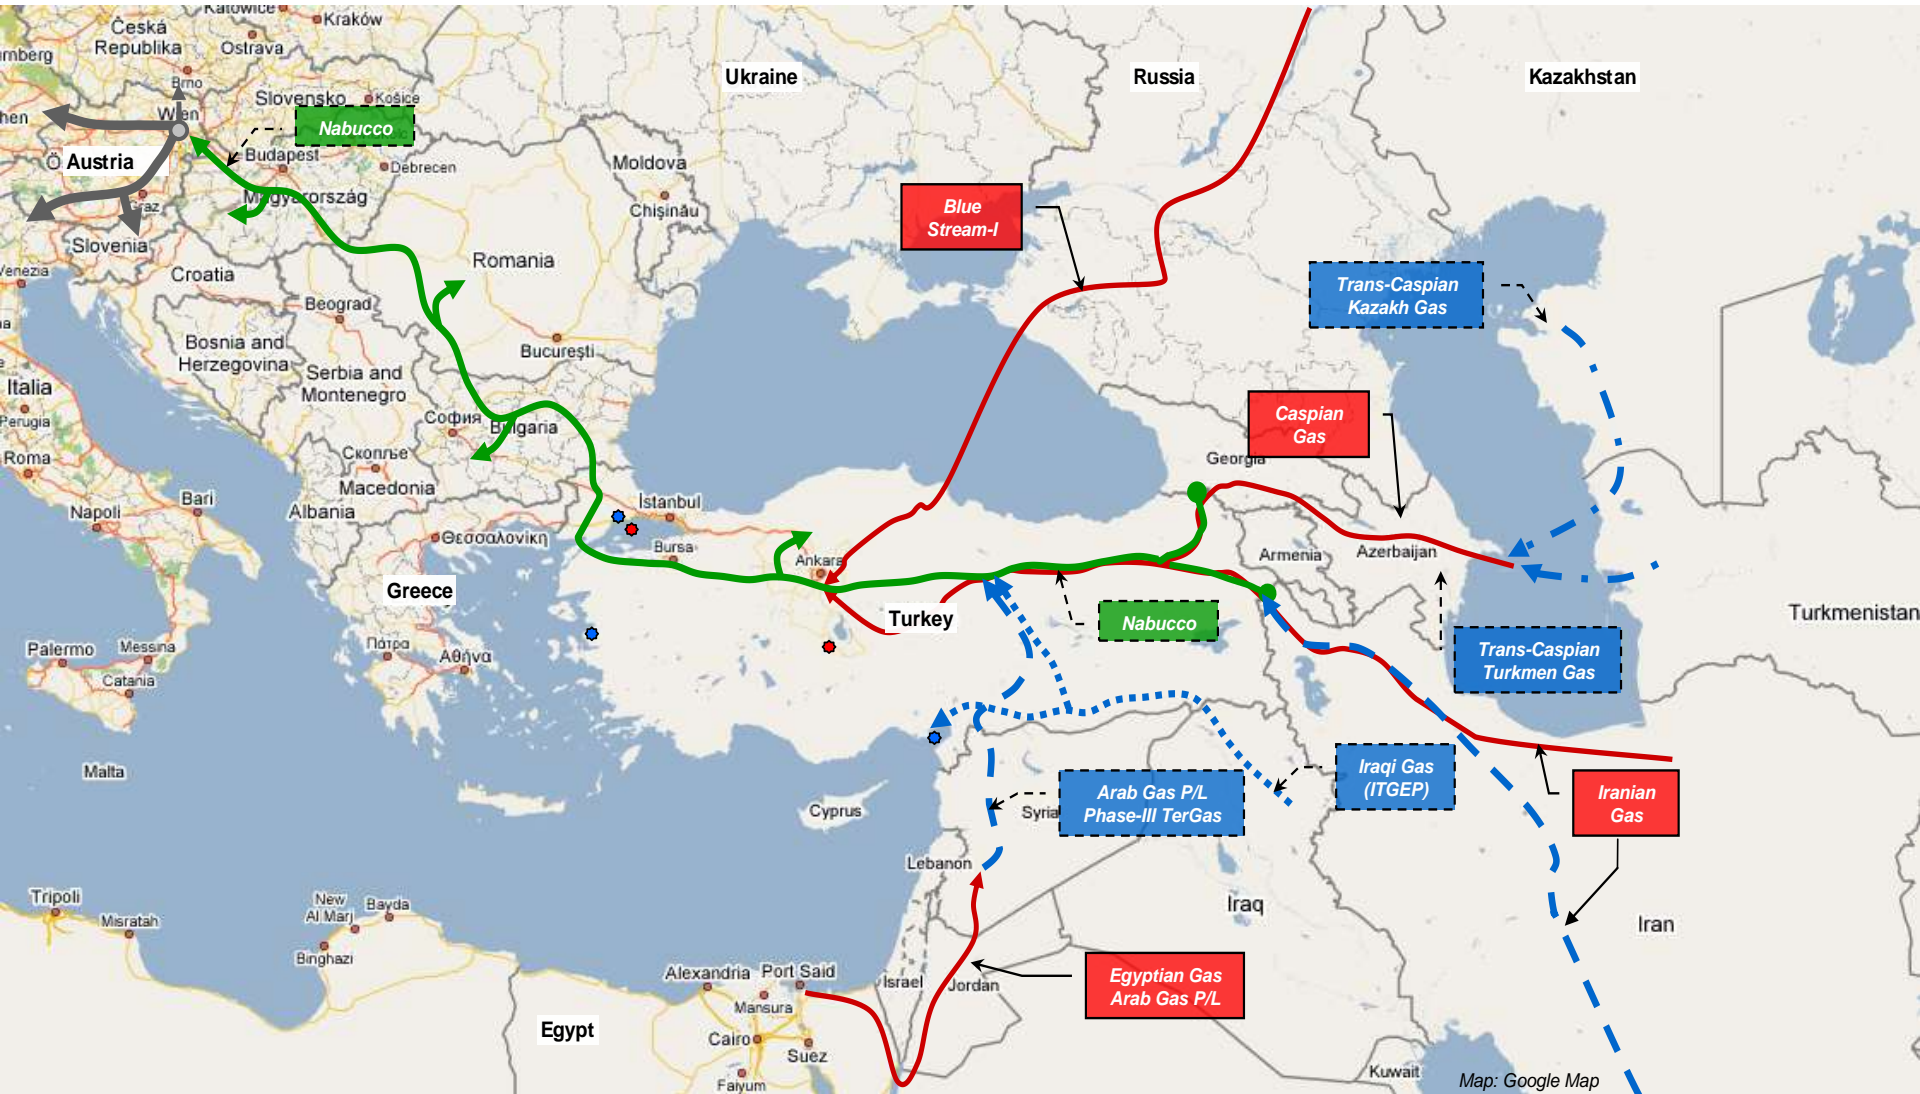 Katowice
Kraków
Česká
Republika
Ostrava
Brno
Wien
Slovensko
Košice
Nabucco
Austria
Budapest
Debrecen
Magyarország
Graz
Slovenia
Venezia
Croatia
Romania
Moldova
Chişinău
Ukraine
Russia
Kazakhstan
Blue
Stream-I
Trans-Caspian
Kazakh Gas
Beograd
Bosnia and
Herzegovina
Serbia and
Montenegro
Bucureşti
Italia
Perugia
Roma
София
Bulgaria
Скопље
Macedonia
Albania
Bari
Napoli
Θεσσαλονίκη
İstanbul
Bursa
Ankara
Caspian
Gas
Georgia
Armenia
Azerbaijan
Greece
Turkey
Nabucco
Trans-Caspian
Turkmen Gas
Turkmenistan
Palermo
Messina
Catania
Πάτρα
Αθήνα
Malta
Cyprus
Syria
Arab Gas P/L
Phase-III TerGas
Iraqi Gas
(ITGEP)
Iranian
Gas
Lebanon
Iraq
Iran
Tripoli
Misratah
New
Al Marj
Bayda
Binghazi
Alexandria
Port Said
Mansura
Cairo
Suez
Faiyum
Israel
Jordan
Egyptian Gas
Arab Gas P/L
Egypt
Kuwait
Map: Google Map